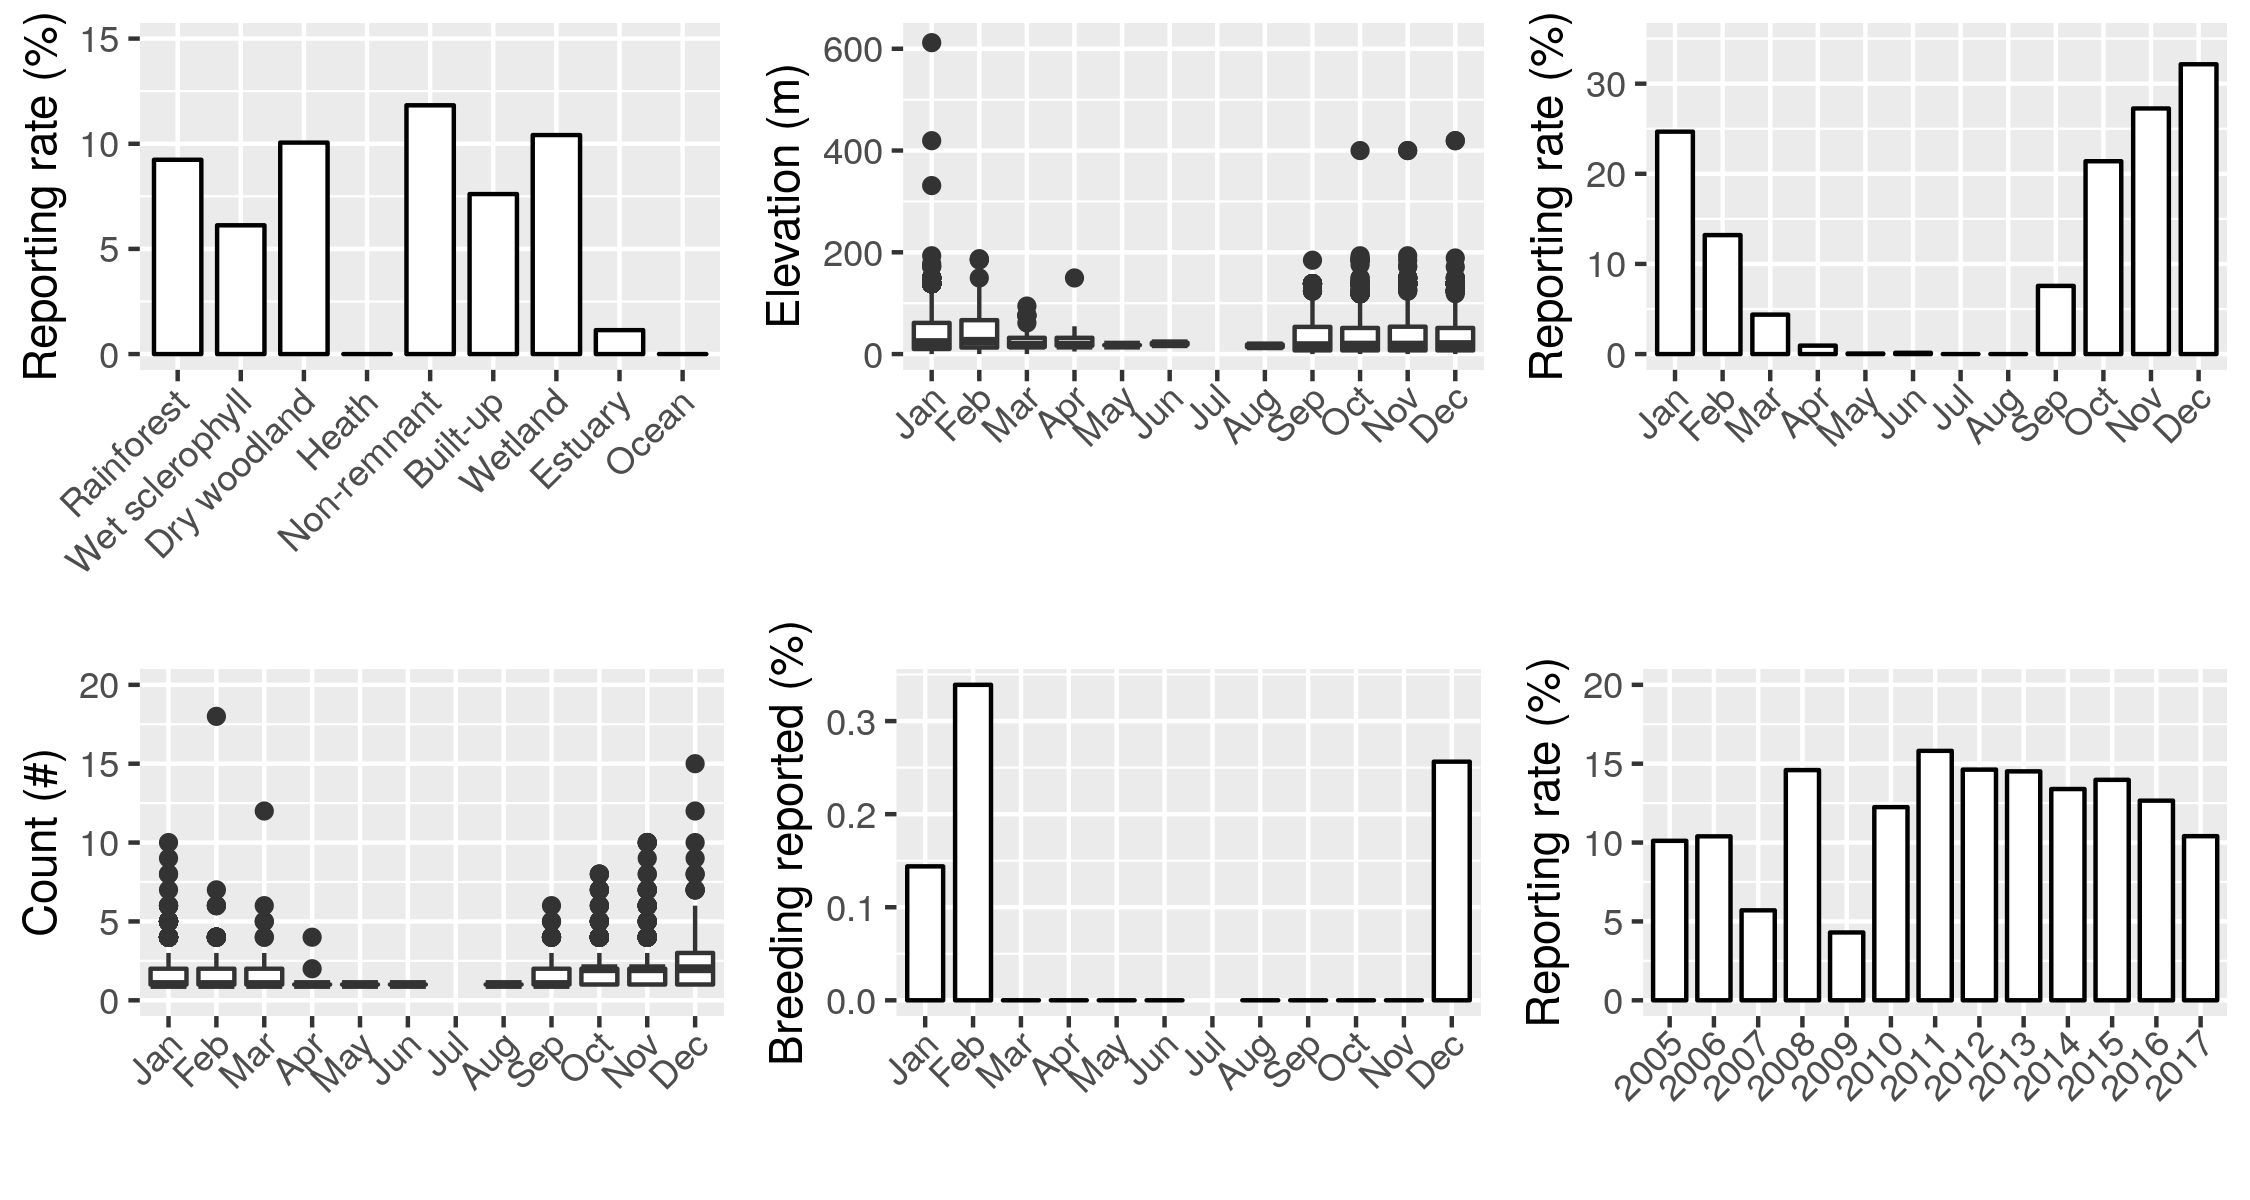 Reporting rate (%)
15
10
5
0
Rainforest
Wet sclerophyll
Dry woodland
Heath
Non-remnant
Built-up
Wetland
Estuary
Ocean
Elevation (m)
600
400
200
0
Jan
Feb
Mar
Apr
May
Jun
Jul
Aug
Sep
Oct
Nov
Dec
Reporting rate (%)
30
20
10
0
Jan
Feb
Mar
Apr
May
Jun
Jul
Aug
Sep
Oct
Nov
Dec
Count (#)
20
15
10
5
0
Jan
Feb
Mar
Apr
May
Jun
Jul
Aug
Sep
Oct
Nov
Dec
Breeding reported (%)
0.3
0.2
0.1
0.0
Jan
Feb
Mar
Apr
May
Jun
Jul
Aug
Sep
Oct
Nov
Dec
Reporting rate (%)
20
15
10
5
0
2005
2006
2007
2008
2009
2010
2011
2012
2013
2014
2015
2016
2017